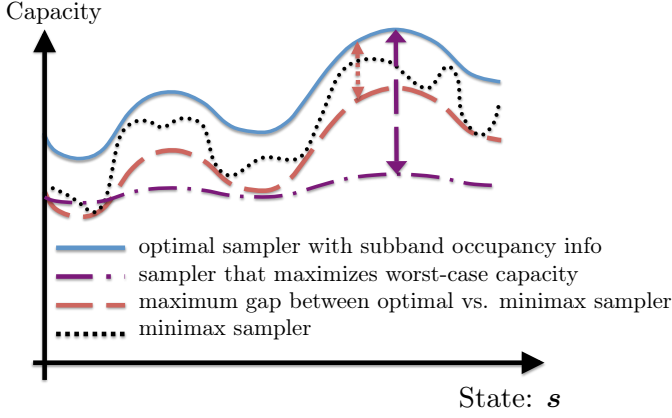 Capacity
optimal sampler with subband occupancy info
sampler that maximizes worst-case capacity
maximum gap between optimal vs. minimax sampler
minimax sampler
State: s